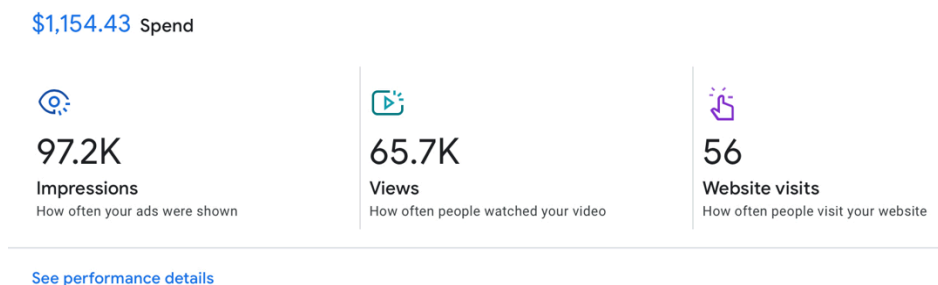 $1,154.43 Spend
97.2K
Impressions
How often your ads were shown
65.7K
Views
How often people watched your video
56
Website visits
How often people visit your website
See performance details